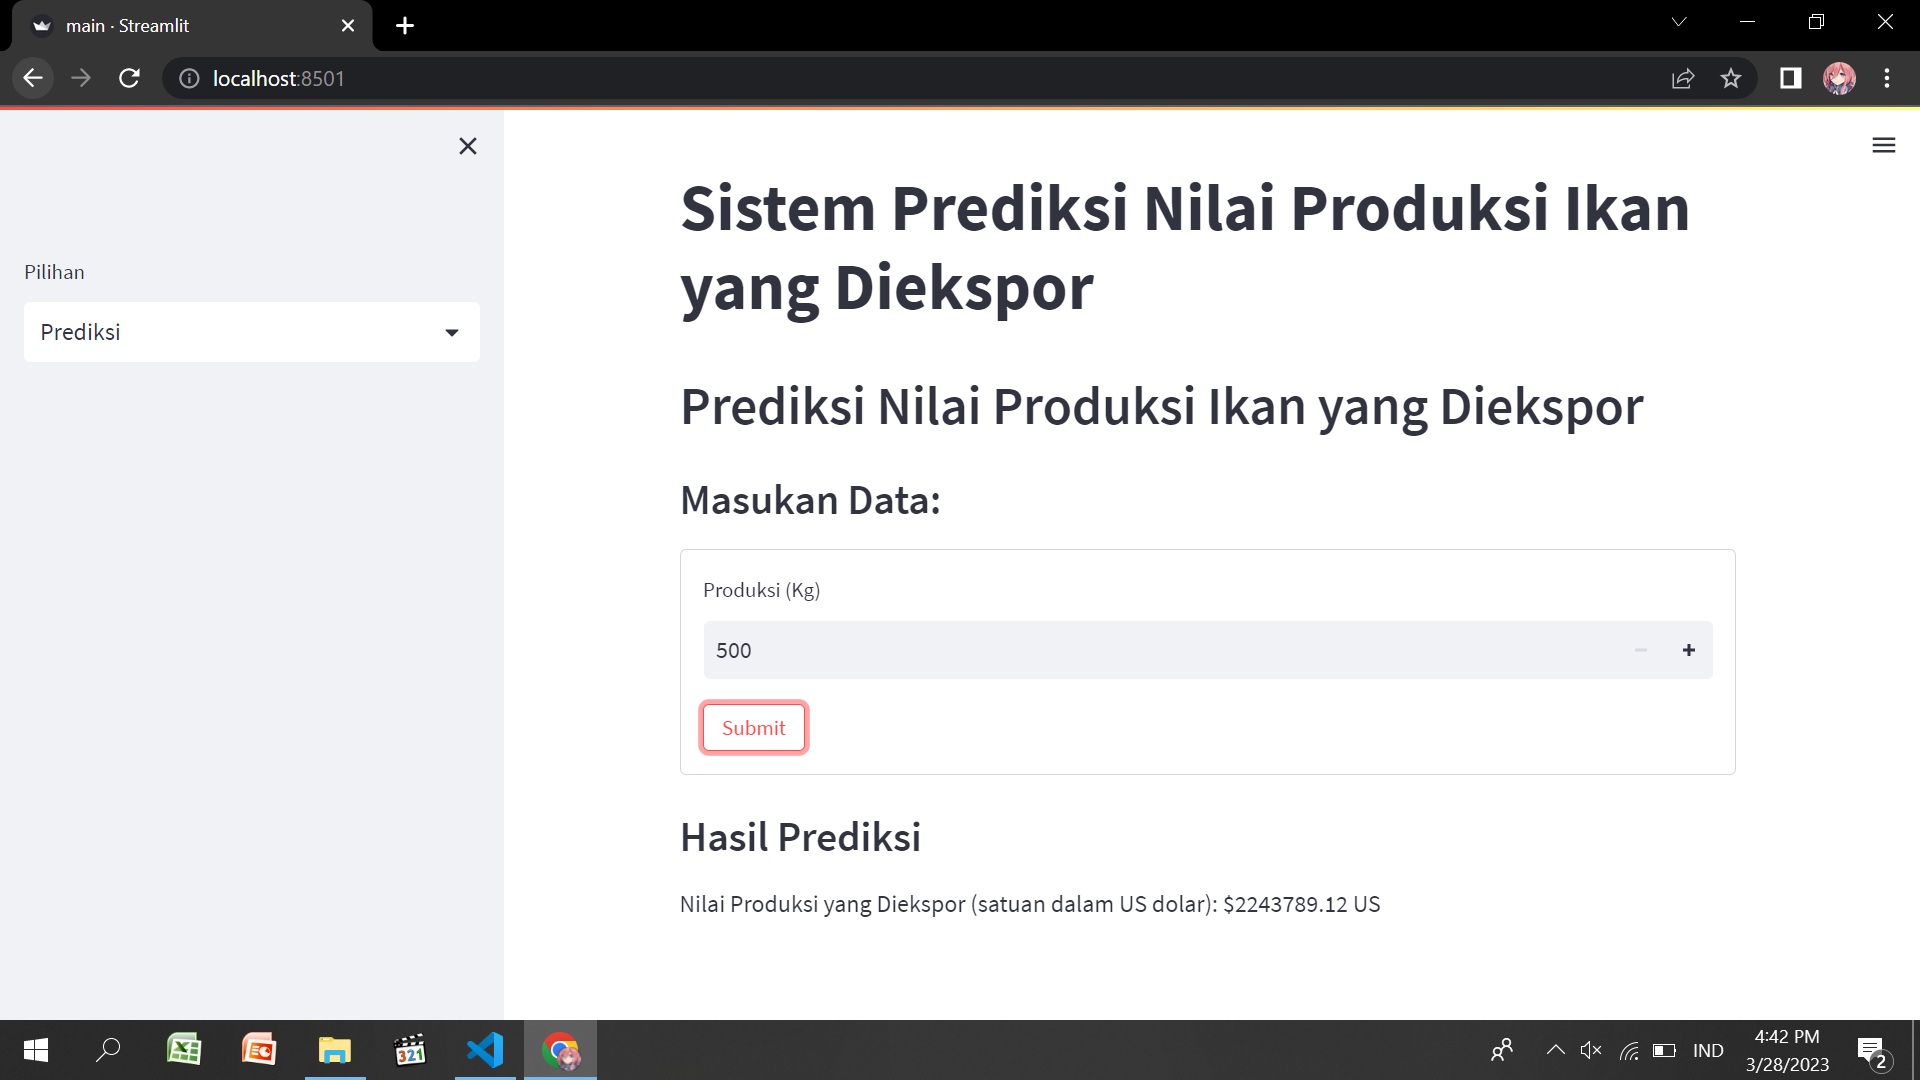 main · Streamlit
localhost:8501
Pilihan
Prediksi
Sistem Prediksi Nilai Produksi Ikan
yang Diekspor
Prediksi Nilai Produksi Ikan yang Diekspor
Masukan Data:
Produksi (Kg)
500
Submit
Hasil Prediksi
Nilai Produksi yang Diekspor (satuan dalam US dolar): $2243789.12 US
321
IND
4:42 PM
3/28/2023
2